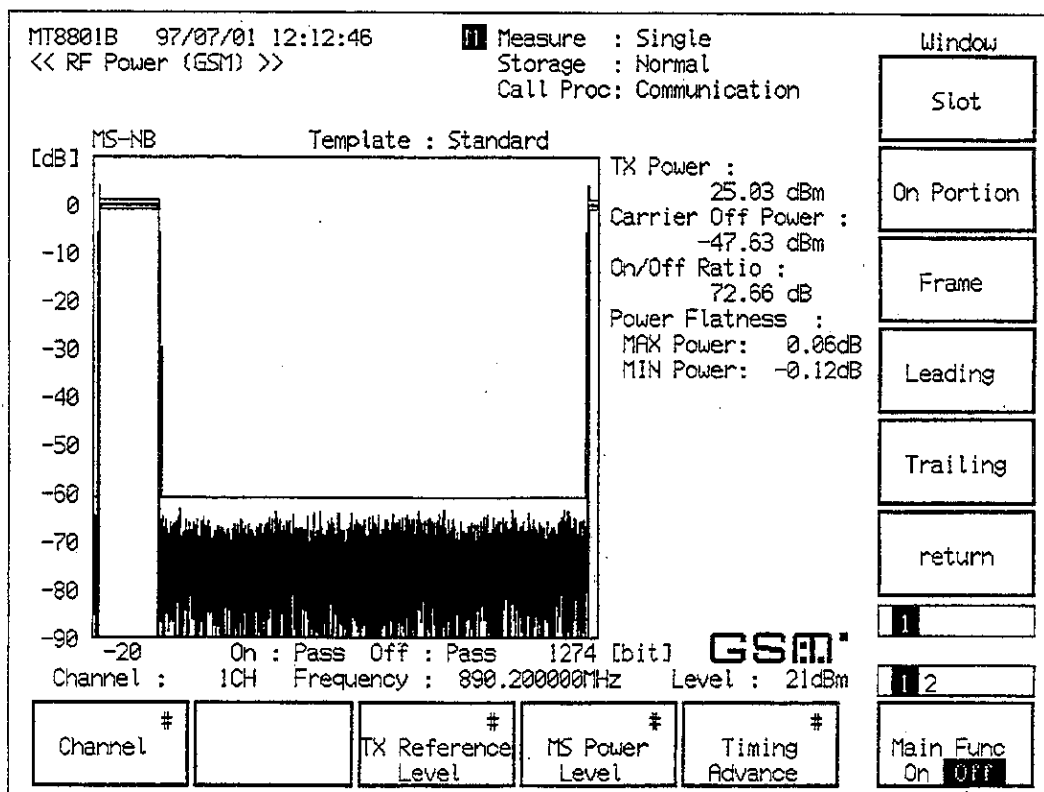 MT8801B 97/07/01 12:12:46
<< RF Power (GSM) >>
Measure : Single
Storage : Normal
Call Proc: Communication
MS-NB Template : Standard
[dB]
0
-10
-20
-30
-40
-50
-60
-70
-80
-90
-20 On : Pass Off : Pass 1274 [bit]
TX Power :
25.03 dBm
Carrier Off Power :
-47.63 dBm
On/Off Ratio :
72.66 dB
Power Flatness :
MAX Power: 0.06dB
MIN Power: -0.12dB
GSM
Channel : 1CH Frequency : 890.200000MHz Level : 21dBm
Window
Slot
On Portion
Frame
Leading
Trailing
return
1
1 2
Channel #
TX Reference Level #
MS Power Level #
Timing Advance #
Main Func
On Off